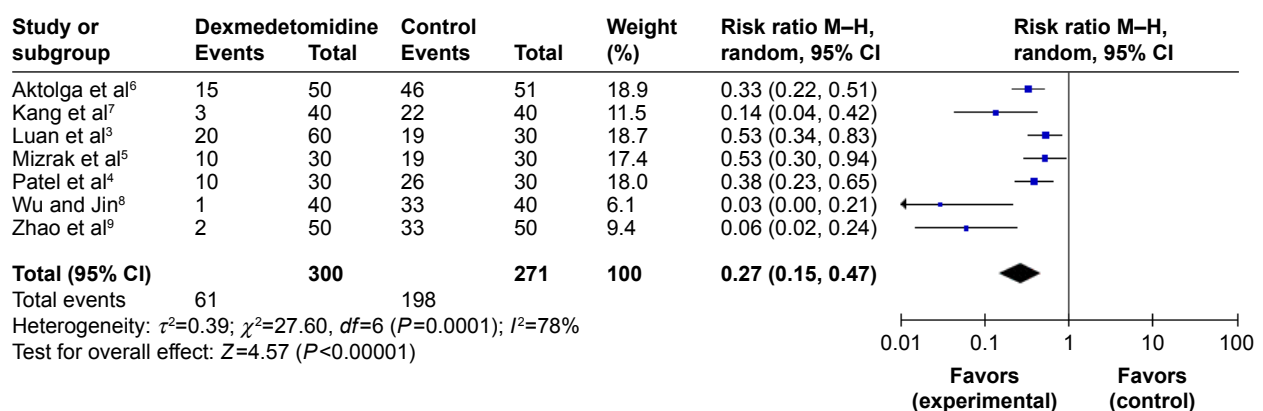 Study or Dexmedetomidine Control Weight Risk ratio M–H, Risk ratio M–H,
subgroup Events Total Events Total (%) random, 95% CI random, 95% CI
Aktolga et al⁶ 15 50 46 51 18.9 0.33 (0.22, 0.51)
Kang et al⁷ 3 40 22 40 11.5 0.14 (0.04, 0.42)
Luan et al³ 20 60 19 30 18.7 0.53 (0.34, 0.83)
Mizrak et al⁵ 10 30 19 30 17.4 0.53 (0.30, 0.94)
Patel et al⁴ 10 30 26 30 18.0 0.38 (0.23, 0.65)
Wu and Jin⁸ 1 40 33 40 6.1 0.03 (0.00, 0.21)
Zhao et al⁹ 2 50 33 50 9.4 0.06 (0.02, 0.24)
Total (95% CI) 300 271 100 0.27 (0.15, 0.47)
Total events 61 198
Heterogeneity: τ²=0.39; χ²=27.60, df=6 (P=0.0001); I²=78%
Test for overall effect: Z=4.57 (P<0.00001)
0.01 0.1 1 10 100
Favors Favors
(experimental) (control)